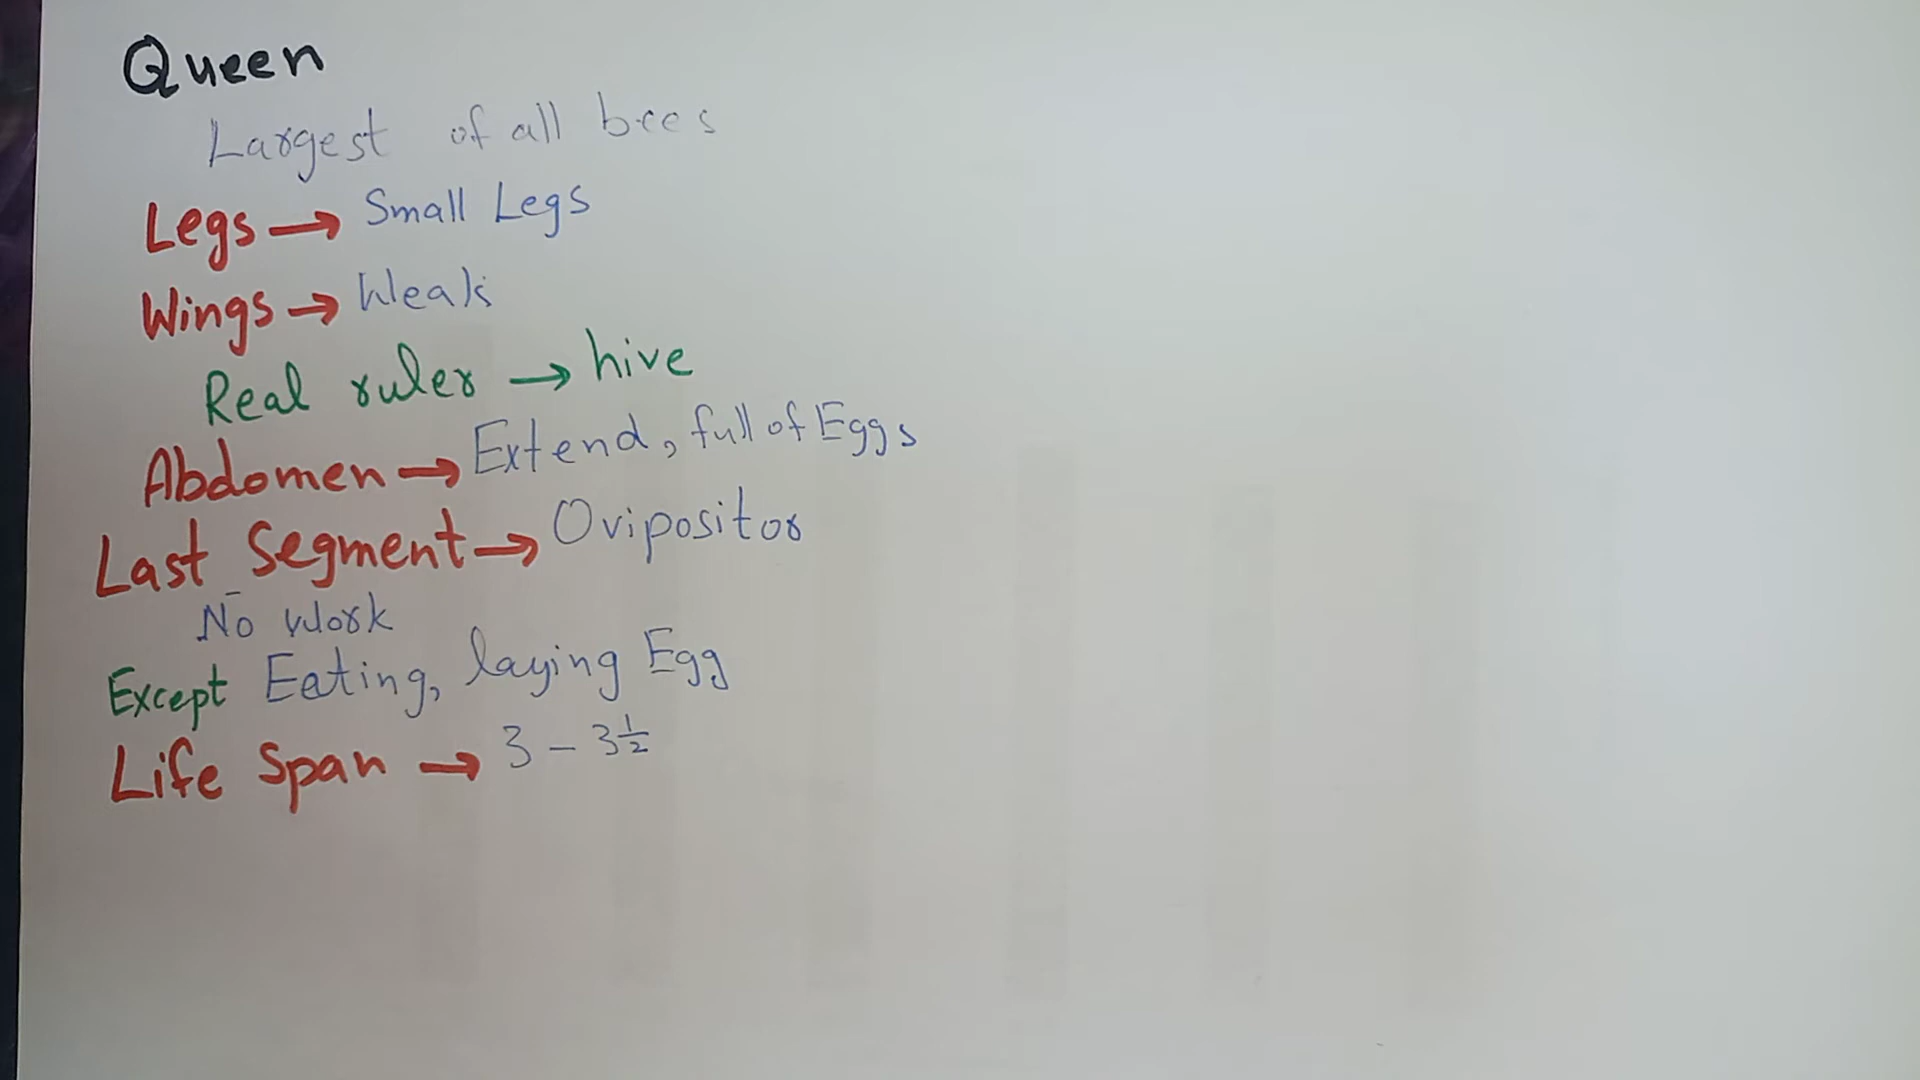 Queen
Largest of all bees
Legs → Small Legs
Wings → Weak
Real ruler → hive
Abdomen → Extend, full of Eggs
Last Segment → Ovipositor
No work
Except Eating, laying Egg
Life Span → 3 – 3½